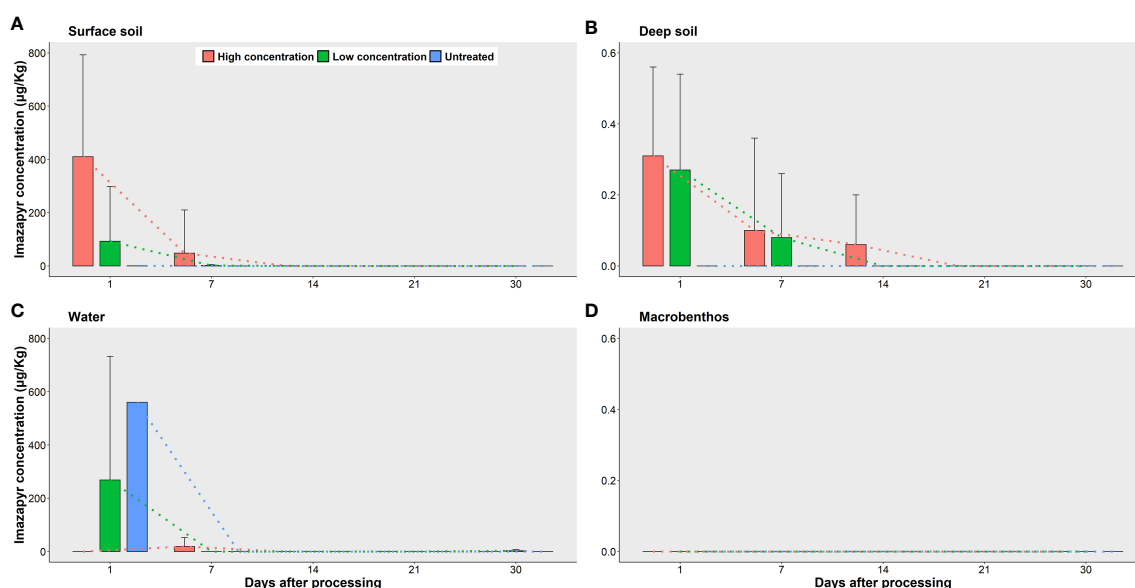 A
Surface soil
High concentration Low concentration Untreated
Imazapyr concentration (µg/Kg)
800
600
400
200
0
1 7 14 21 30
B
Deep soil
0.6
0.4
0.2
0.0
1 7 14 21 30
C
Water
Imazapyr concentration (µg/Kg)
800
600
400
200
0
1 7 14 21 30
Days after processing
D
Macrobenthos
0.6
0.4
0.2
0.0
1 7 14 21 30
Days after processing